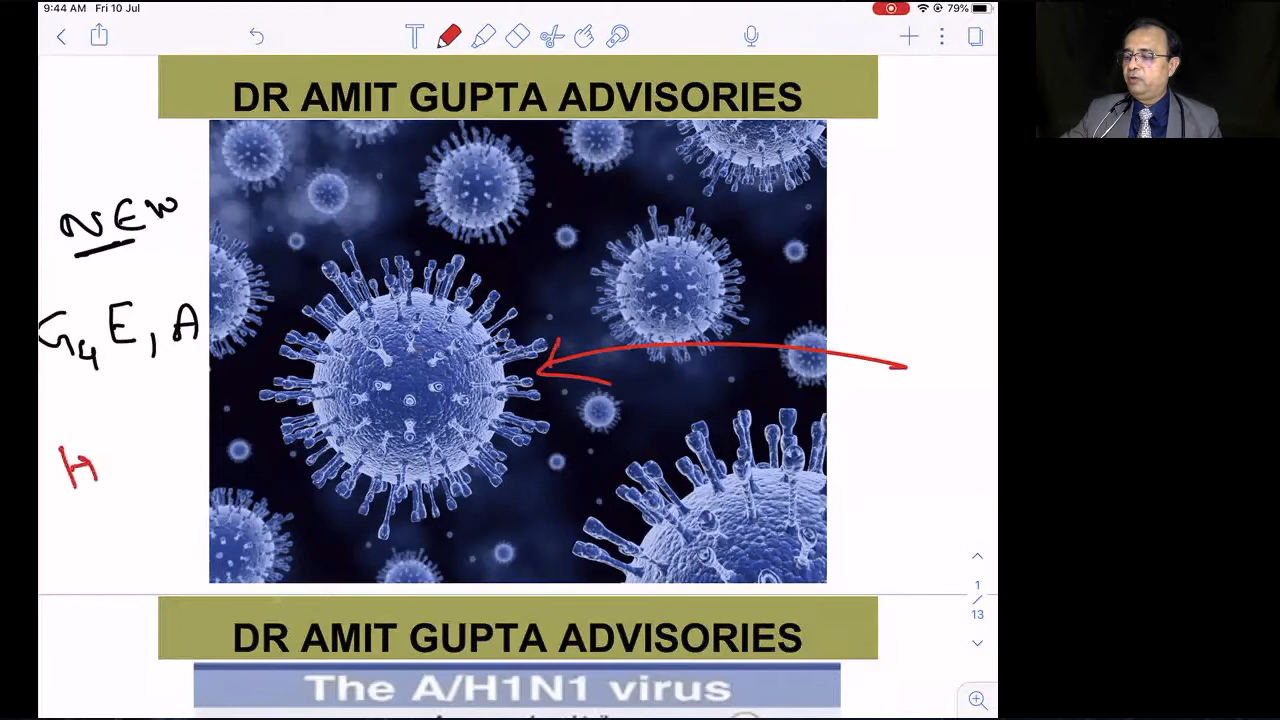 9:44 AM Fri 10 Jul
79%
T
DR AMIT GUPTA ADVISORIES
NEW
G4 E, A
H
1
/
13
DR AMIT GUPTA ADVISORIES
The A/H1N1 virus